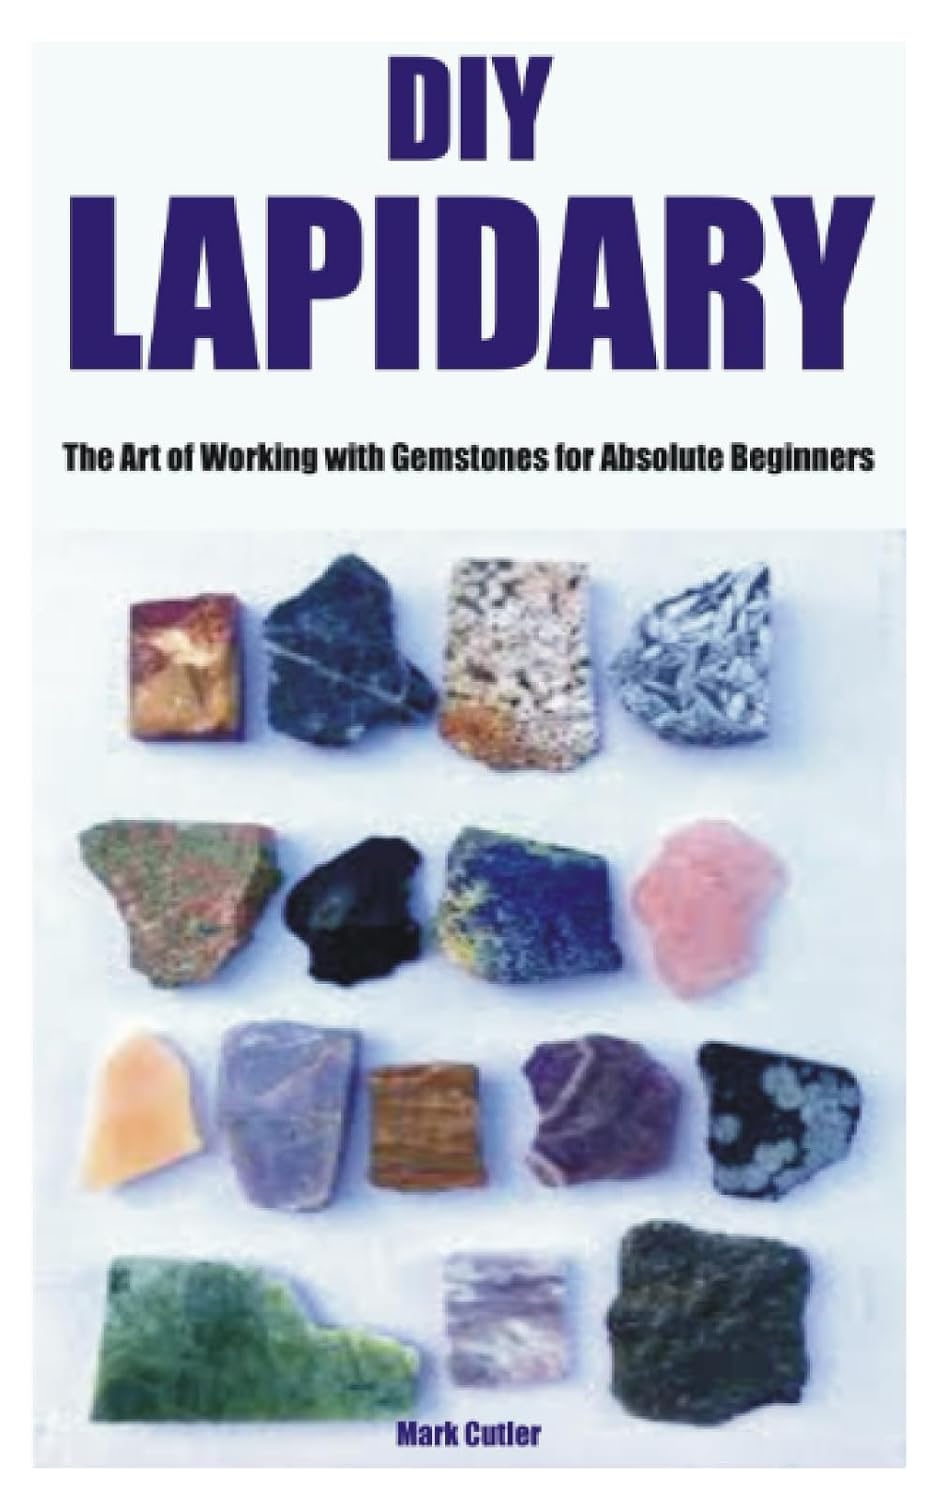 DIY
LAPIDARY
The Art of Working with Gemstones for Absolute Beginners
Mark Cutler